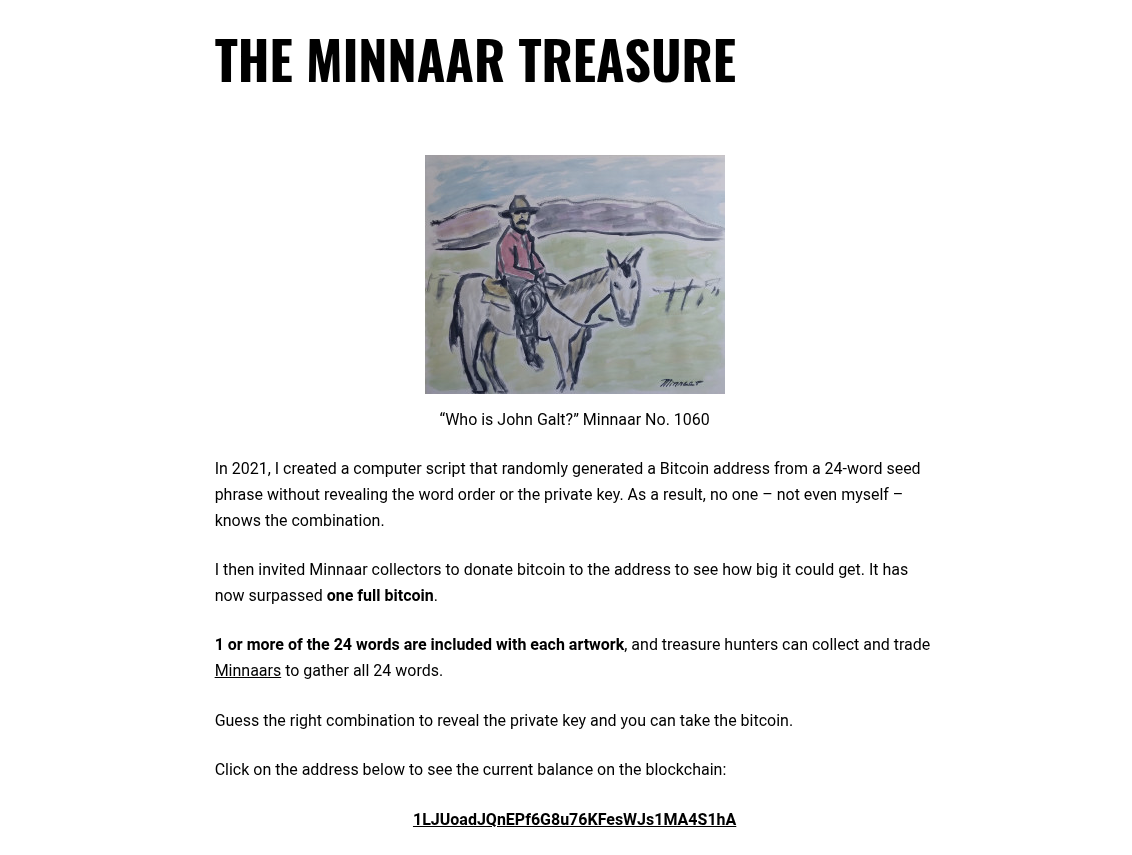 THE MINNAAR TREASURE
Minnaar
“Who is John Galt?” Minnaar No. 1060
In 2021, I created a computer script that randomly generated a Bitcoin address from a 24-word seed
phrase without revealing the word order or the private key. As a result, no one – not even myself –
knows the combination.
I then invited Minnaar collectors to donate bitcoin to the address to see how big it could get. It has
now surpassed one full bitcoin.
1 or more of the 24 words are included with each artwork, and treasure hunters can collect and trade
Minnaars to gather all 24 words.
Guess the right combination to reveal the private key and you can take the bitcoin.
Click on the address below to see the current balance on the blockchain:
1LJUoadJQnEPf6G8u76KFesWJs1MA4S1hA